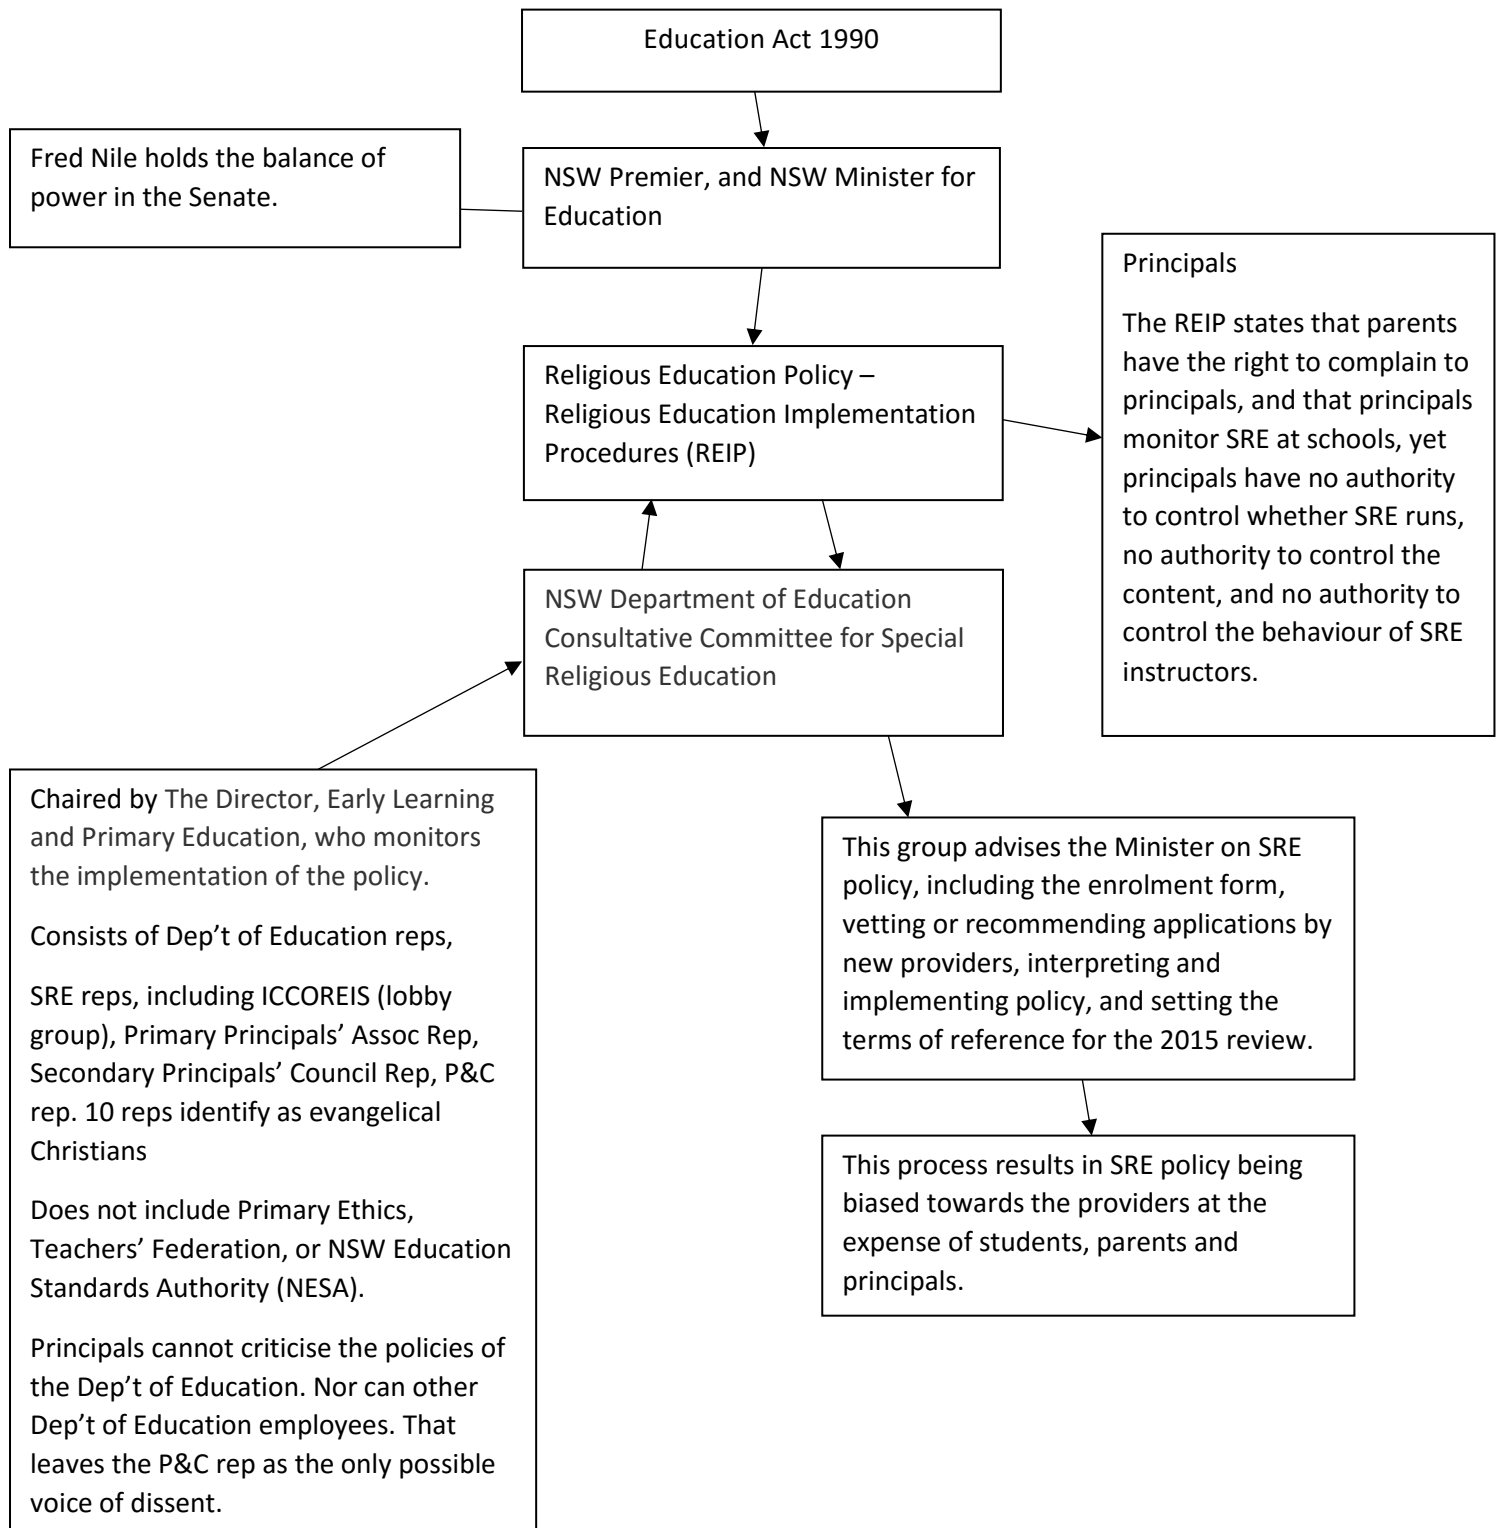 Education Act 1990
Fred Nile holds the balance of
power in the Senate.
NSW Premier, and NSW Minister for
Education
Principals
The REIP states that parents
have the right to complain to
principals, and that principals
monitor SRE at schools, yet
principals have no authority
to control whether SRE runs,
no authority to control the
content, and no authority to
control the behaviour of SRE
instructors.
Religious Education Policy –
Religious Education Implementation
Procedures (REIP)
NSW Department of Education
Consultative Committee for Special
Religious Education
Chaired by The Director, Early Learning
and Primary Education, who monitors
the implementation of the policy.
Consists of Dep’t of Education reps,
SRE reps, including ICCOREIS (lobby
group), Primary Principals’ Assoc Rep,
Secondary Principals’ Council Rep, P&C
rep. 10 reps identify as evangelical
Christians
Does not include Primary Ethics,
Teachers’ Federation, or NSW Education
Standards Authority (NESA).
Principals cannot criticise the policies of
the Dep’t of Education. Nor can other
Dep’t of Education employees. That
leaves the P&C rep as the only possible
voice of dissent.
This group advises the Minister on SRE
policy, including the enrolment form,
vetting or recommending applications by
new providers, interpreting and
implementing policy, and setting the
terms of reference for the 2015 review.
This process results in SRE policy being
biased towards the providers at the
expense of students, parents and
principals.